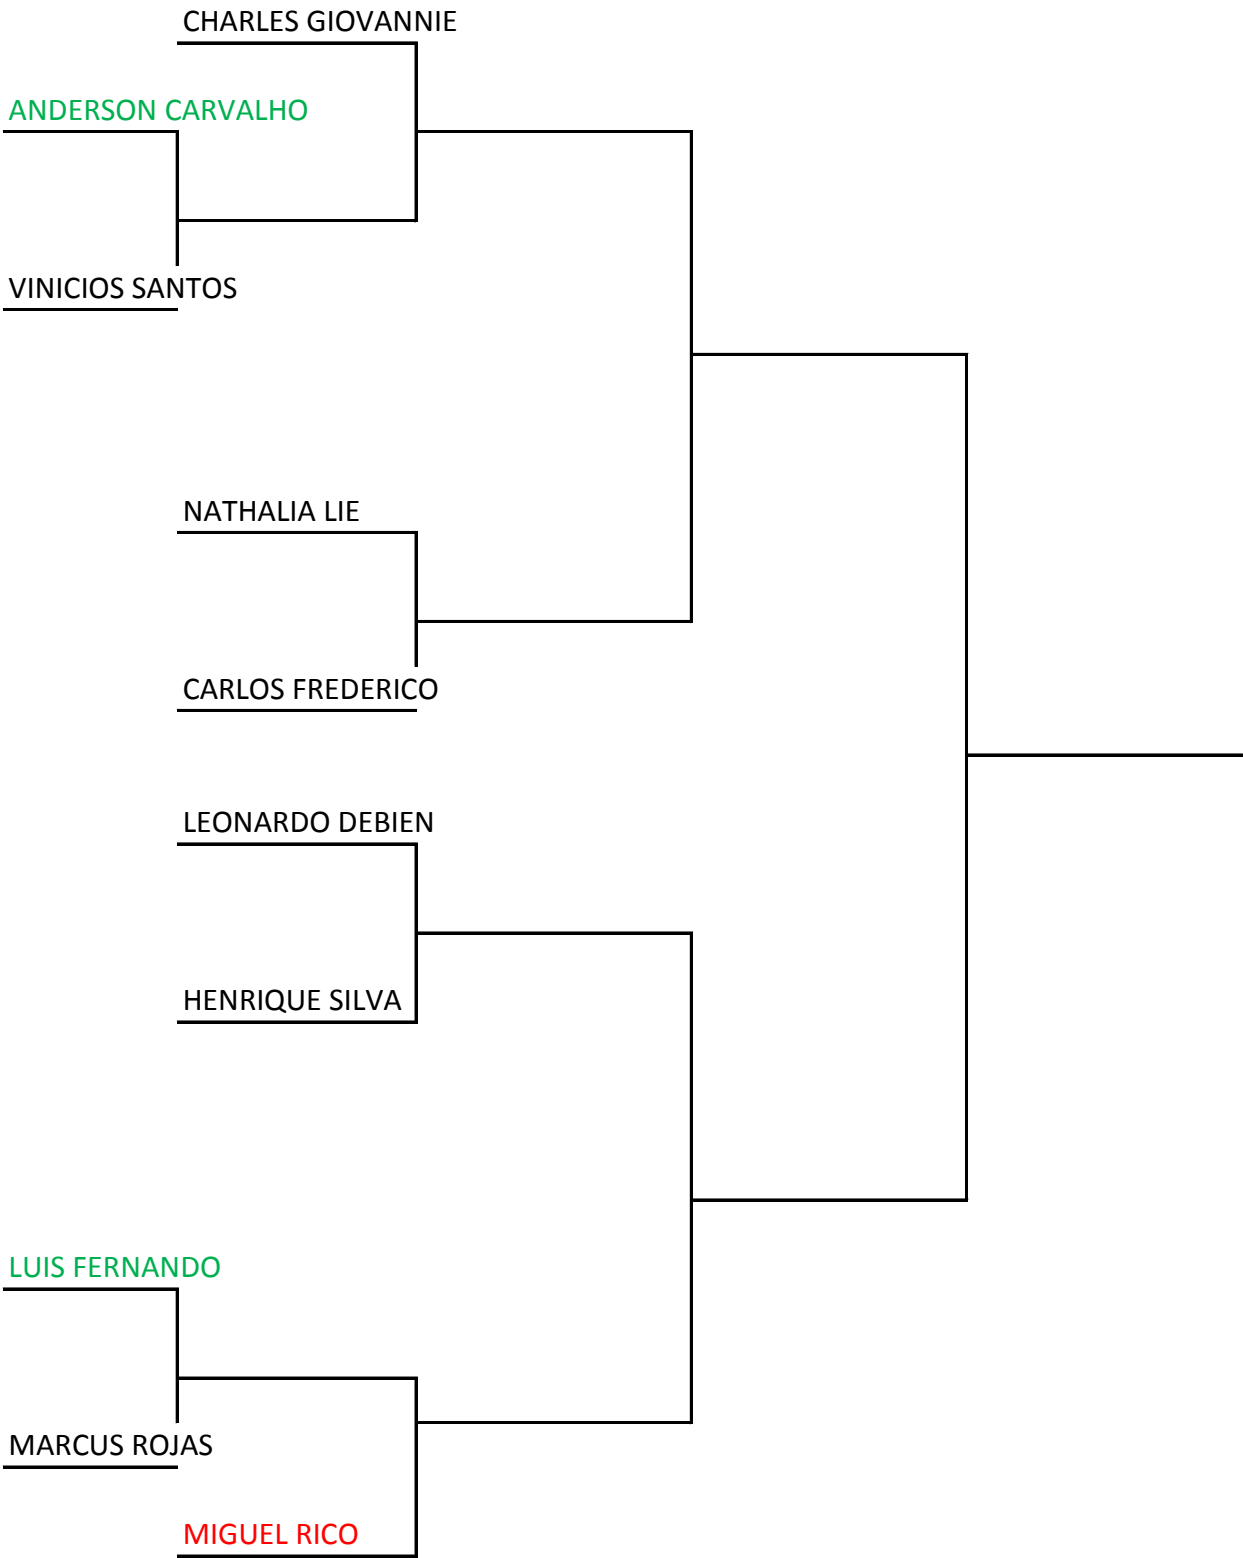 CHARLES GIOVANNIE
ANDERSON CARVALHO
VINICIOS SANTOS
NATHALIA LIE
CARLOS FREDERICO
LEONARDO DEBIEN
HENRIQUE SILVA
LUIS FERNANDO
MARCUS ROJAS
MIGUEL RICO